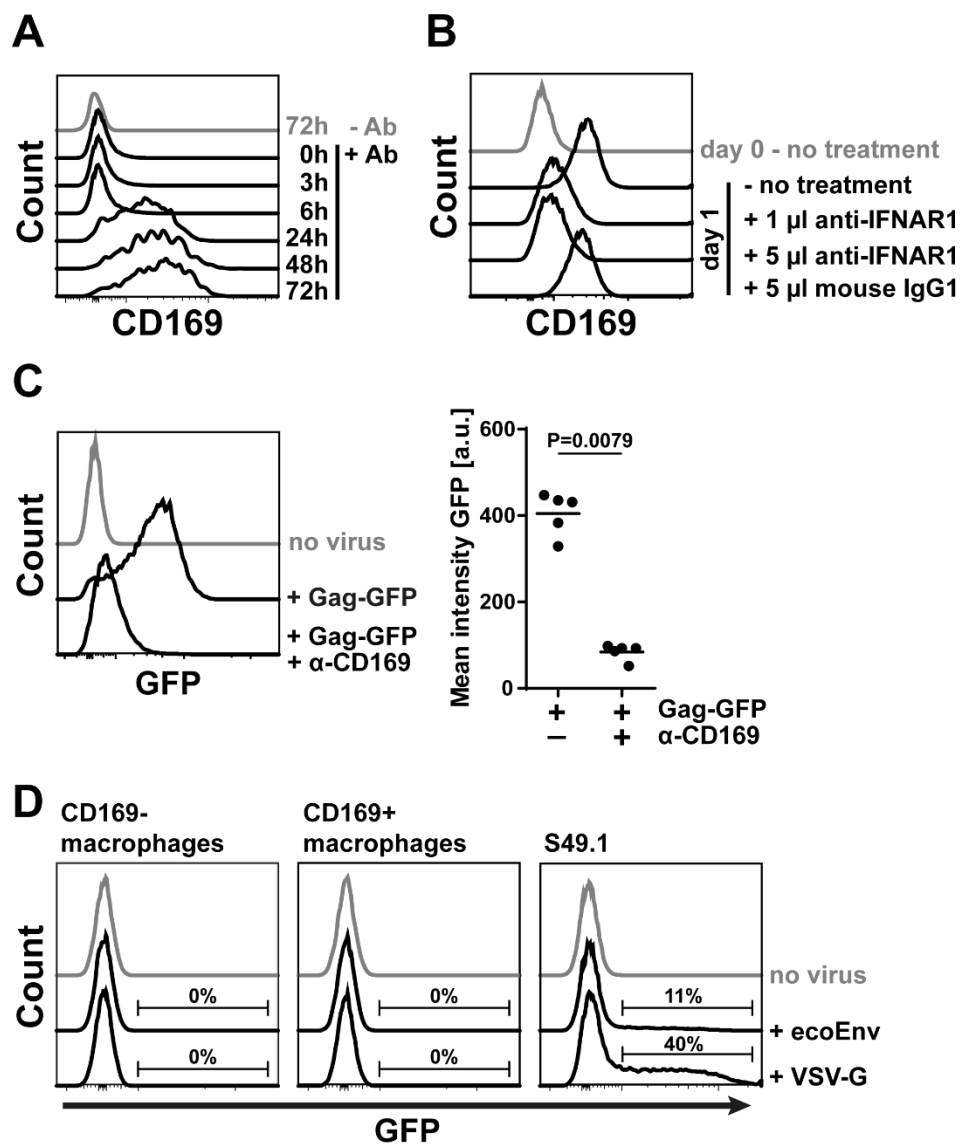 A
Count
72h - Ab
0h + Ab
3h
6h
24h
48h
72h
CD169
B
Count
day 0 - no treatment
day 1
- no treatment
+ 1 µl anti-IFNAR1
+ 5 µl anti-IFNAR1
+ 5 µl mouse IgG1
CD169
C
Count
no virus
+ Gag-GFP
+ Gag-GFP
+ α-CD169
GFP
Mean intensity GFP [a.u.]
600
400
200
0
P=0.0079
+ + Gag-GFP
− + α-CD169
D
CD169-
macrophages
CD169+
macrophages
S49.1
Count
no virus
0% 0% 11%
+ ecoEnv
0% 0% 40%
+ VSV-G
GFP